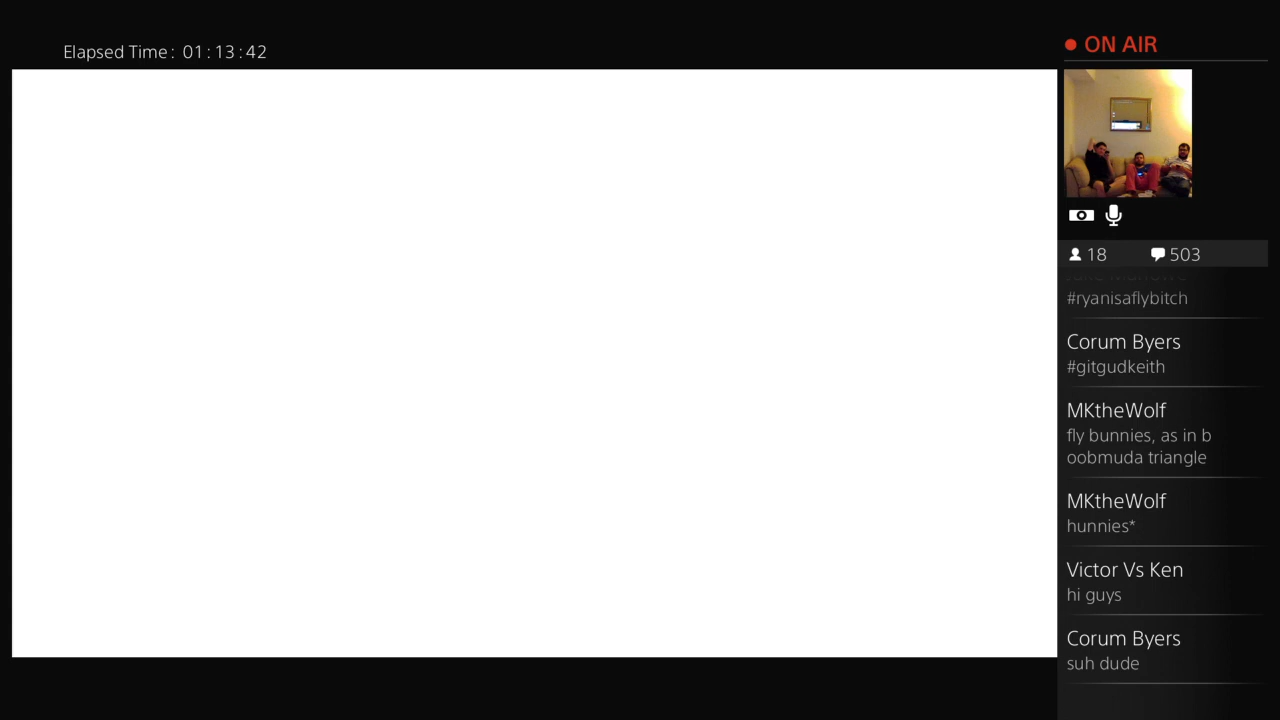 Elapsed Time: 01:13:42
ON AIR
18 503
#ryanisaflybitch
Corum Byers
#gitgudkeith
MKtheWolf
fly bunnies, as in b
oobmuda triangle
MKtheWolf
hunnies*
Victor Vs Ken
hi guys
Corum Byers
suh dude